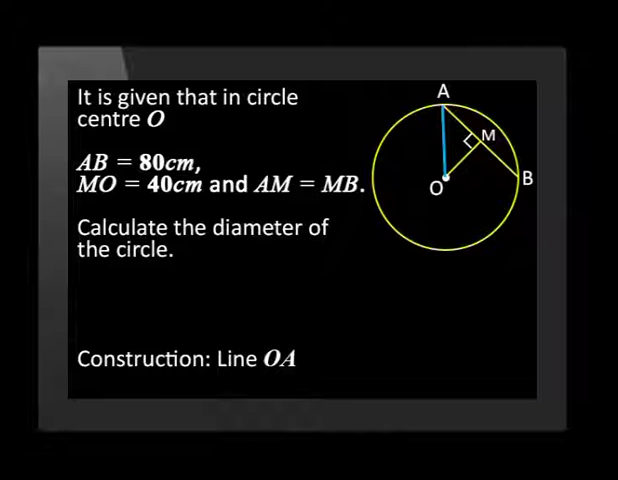 It is given that in circle
centre O
AB = 80cm,
MO = 40cm and AM = MB.
Calculate the diameter of
the circle.
Construction: Line OA
A
M
O
B